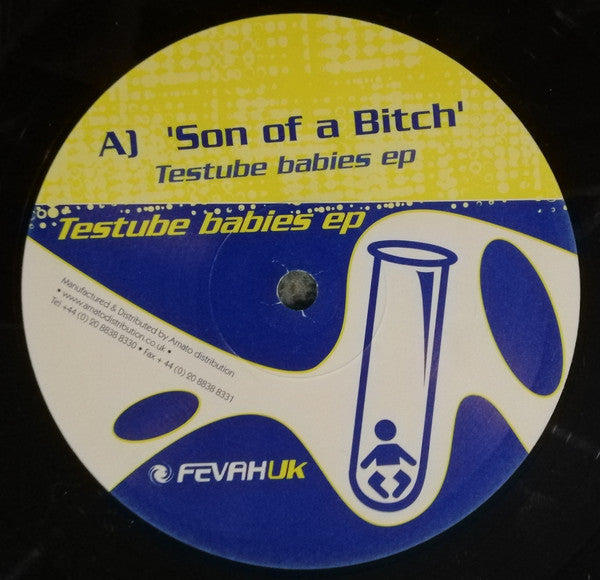 A) 'Son of a Bitch'
Testube babies ep
Testube babies ep
Manufactured & Distributed by Amato distribution
• www.amatodistribution.co.uk •
Tel +44 (0) 20 8838 8330 • Fax + 44 (0) 20 8838 8331
FEVAHUK